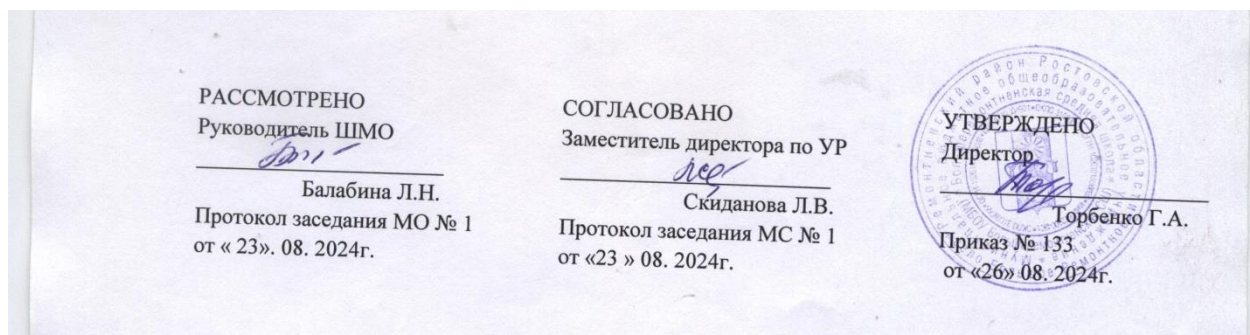 РАССМОТРЕНО
Руководитель ШМО
Балабина Л.Н.
Протокол заседания МО № 1
от « 23». 08. 2024г.
СОГЛАСОВАНО
Заместитель директора по УР
Скиданова Л.В.
Протокол заседания МС № 1
от «23 » 08. 2024г.
УТВЕРЖДЕНО
Директор
Торбенко Г.А.
Приказ № 133
от «26» 08. 2024г.
район Ростовской